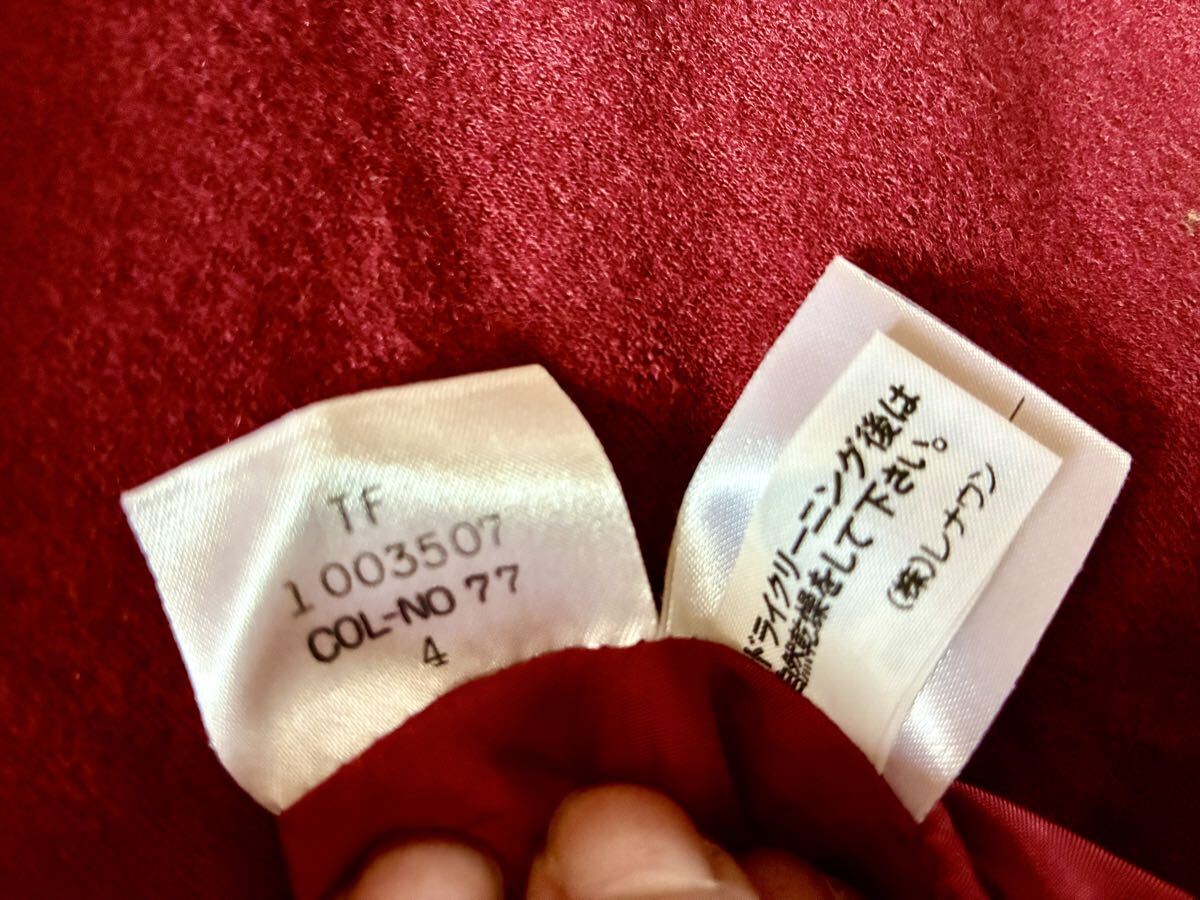 TF
1003507
COL-NO 77
4
ドライクリーニング後は
自然乾燥をして下さい。
(株)レナウン